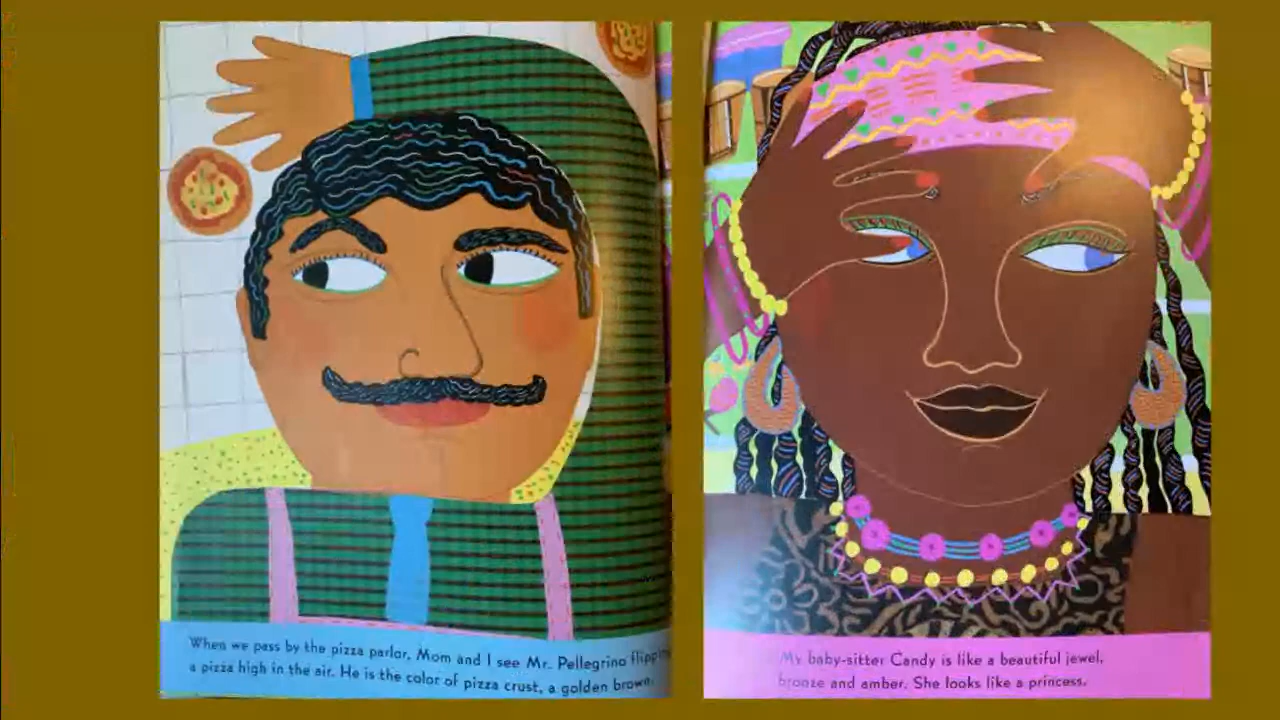 When we pass by the pizza parlor, Mom and I see Mr. Pellegrino flipping
a pizza high in the air. He is the color of pizza crust, a golden brown.
My baby-sitter Candy is like a beautiful jewel,
bronze and amber. She looks like a princess.